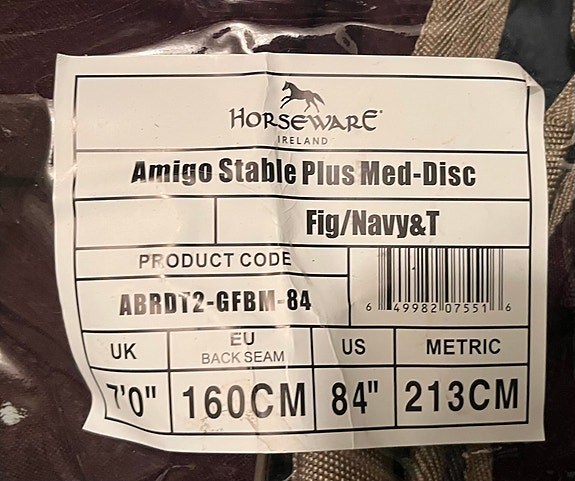 HORSEWARE®
IRELAND
Amigo Stable Plus Med-Disc
Fig/Navy&T
PRODUCT CODE
ABRDT2-GFBM-84
6 49982 07551 6
UK EU BACK SEAM US METRIC
7'0" 160CM 84" 213CM